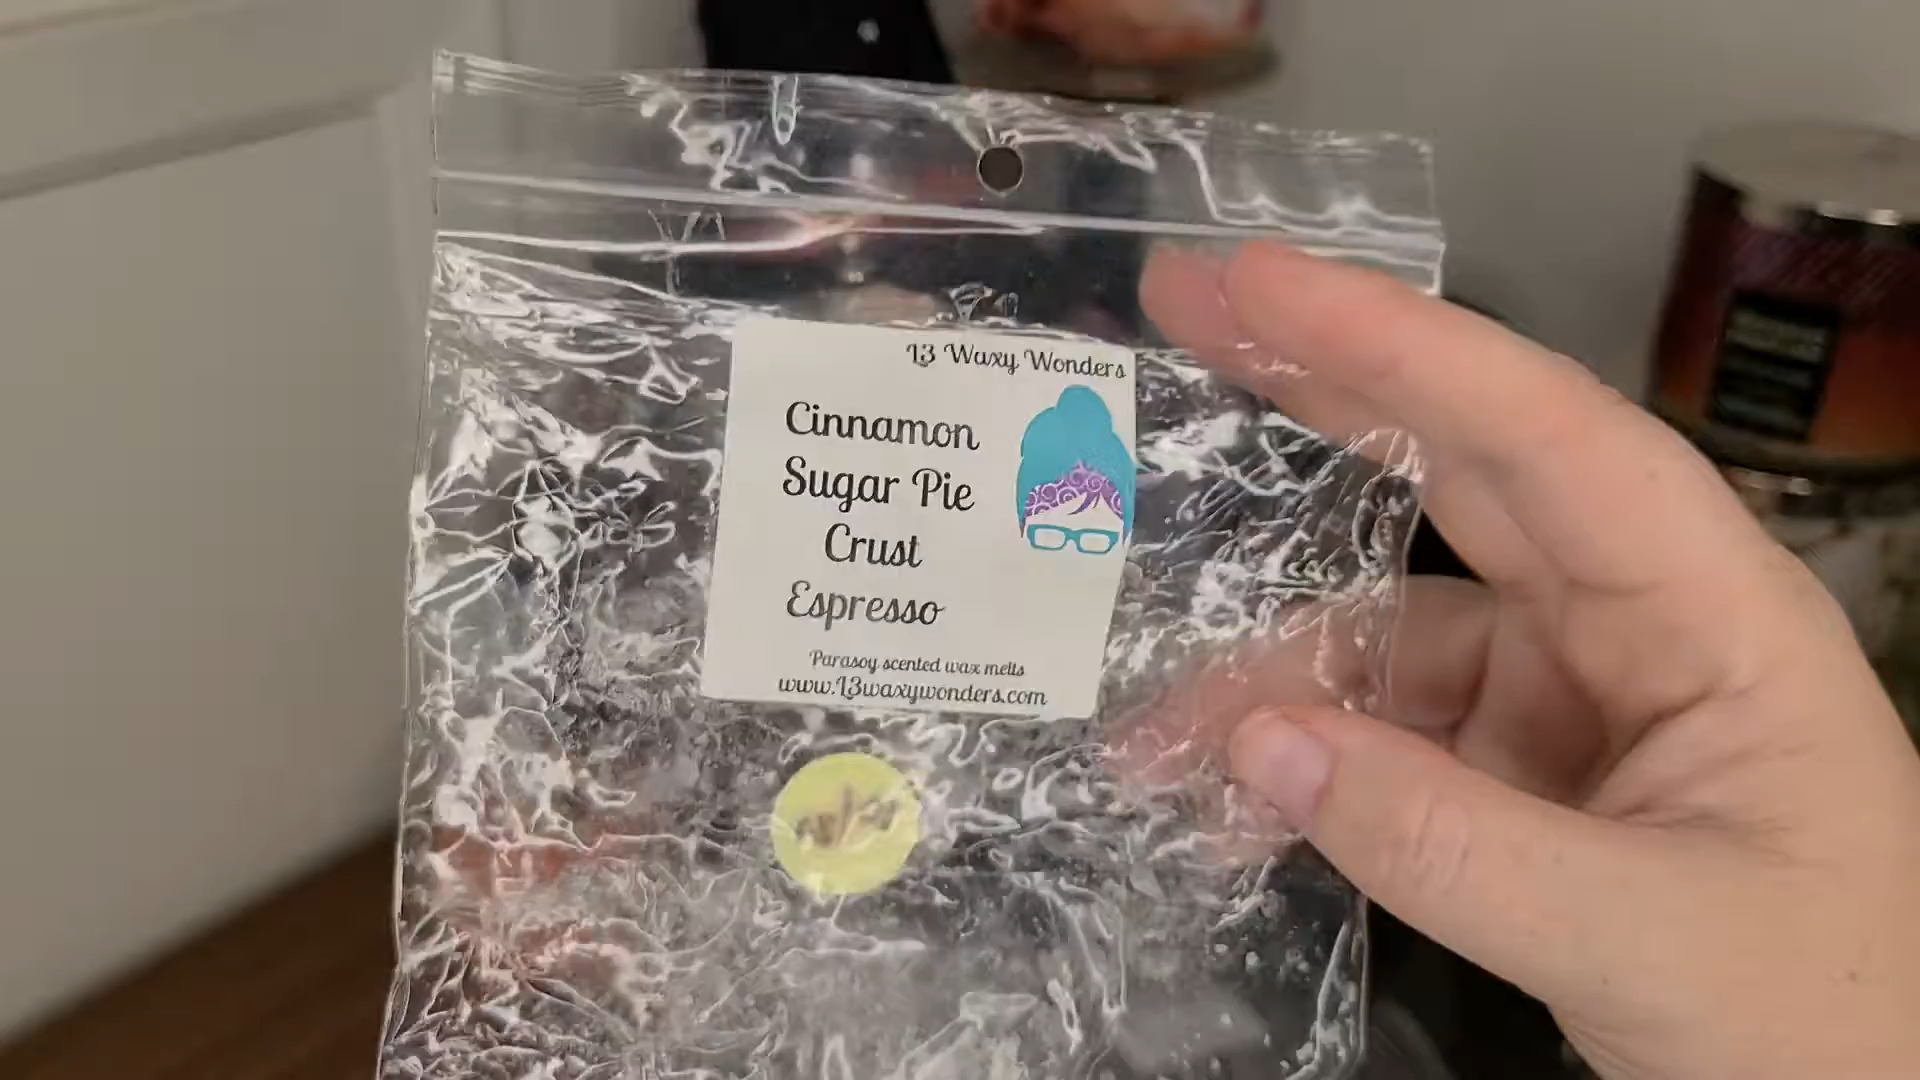 13 Waxy Wonders
Cinnamon
Sugar Pie
Crust
Espresso
Parasoy scented wax melts
www.13waxywonders.com